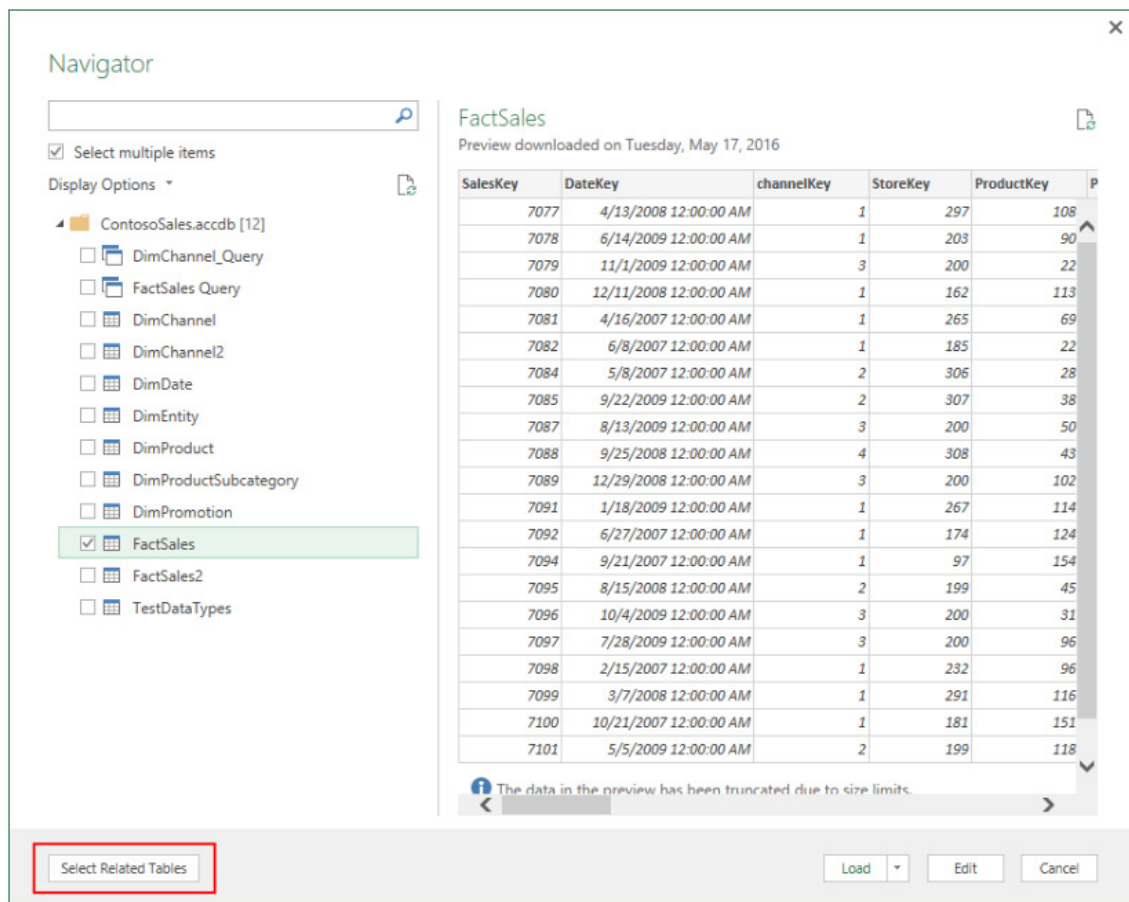 Navigator
Select multiple items
Display Options
ContosoSales.accdb [12]
DimChannel_Query
FactSales Query
DimChannel
DimChannel2
DimDate
DimEntity
DimProduct
DimProductSubcategory
DimPromotion
FactSales
FactSales2
TestDataTypes
FactSales
Preview downloaded on Tuesday, May 17, 2016
SalesKey DateKey channelKey StoreKey ProductKey P
7077 4/13/2008 12:00:00 AM 1 297 108
7078 6/14/2009 12:00:00 AM 1 203 90
7079 11/1/2009 12:00:00 AM 3 200 22
7080 12/11/2008 12:00:00 AM 1 162 113
7081 4/16/2007 12:00:00 AM 1 265 69
7082 6/8/2007 12:00:00 AM 1 185 22
7084 5/8/2007 12:00:00 AM 2 306 28
7085 9/22/2009 12:00:00 AM 2 307 38
7087 8/13/2009 12:00:00 AM 3 200 50
7088 9/25/2008 12:00:00 AM 4 308 43
7089 12/29/2008 12:00:00 AM 3 200 102
7091 1/18/2009 12:00:00 AM 1 267 114
7092 6/27/2007 12:00:00 AM 1 174 124
7094 9/21/2007 12:00:00 AM 1 97 154
7095 8/15/2008 12:00:00 AM 2 199 45
7096 10/4/2009 12:00:00 AM 3 200 31
7097 7/28/2009 12:00:00 AM 3 200 96
7098 2/15/2007 12:00:00 AM 1 232 96
7099 3/7/2008 12:00:00 AM 1 291 116
7100 10/21/2007 12:00:00 AM 1 181 151
7101 5/5/2009 12:00:00 AM 2 199 118
The data in the preview has been truncated due to size limits.
Select Related Tables
Load
Edit
Cancel